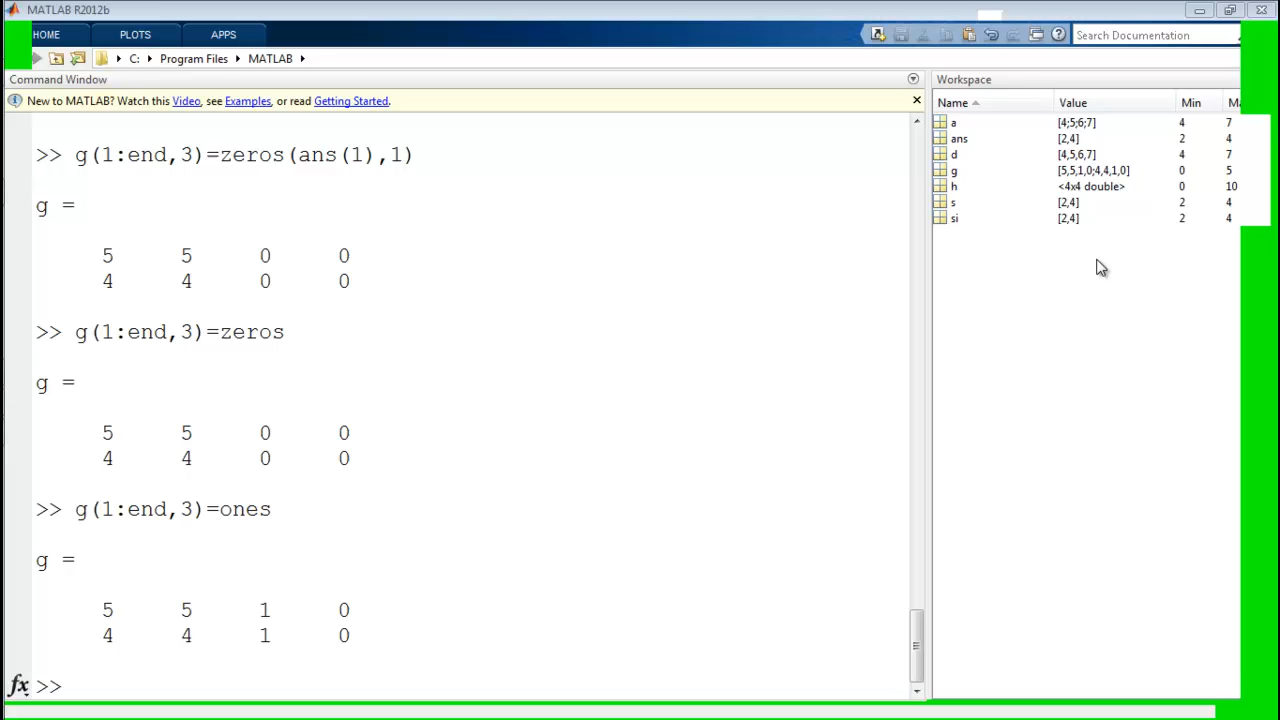 MATLAB R2012b
HOME PLOTS APPS
Search Documentation
C: Program Files MATLAB
Command Window
New to MATLAB? Watch this Video, see Examples, or read Getting Started.
>> g(1:end,3)=zeros(ans(1),1)
g =
5 5 0 0
4 4 0 0
>> g(1:end,3)=zeros
g =
5 5 0 0
4 4 0 0
>> g(1:end,3)=ones
g =
5 5 1 0
4 4 1 0
fx >>
Workspace
Name Value Min
a [4;5;6;7] 4 7
ans [2,4] 2 4
d [4,5,6,7] 4 7
g [5,5,1,0;4,4,1,0] 0 5
h <4x4 double> 0 10
s [2,4] 2 4
si [2,4] 2 4